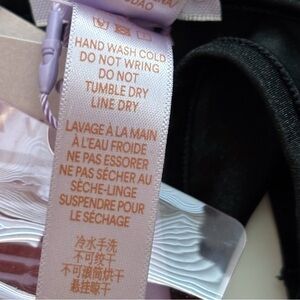 HAND WASH COLD
DO NOT WRING
DO NOT
TUMBLE DRY
LINE DRY
LAVAGE À LA MAIN
À L'EAU FROIDE
NE PAS ESSORER
NE PAS SÉCHER AU
SÈCHE-LINGE
SUSPENDRE POUR
LE SÉCHAGE
冷水手洗
不可绞干
不可滚筒烘干
悬挂晾干